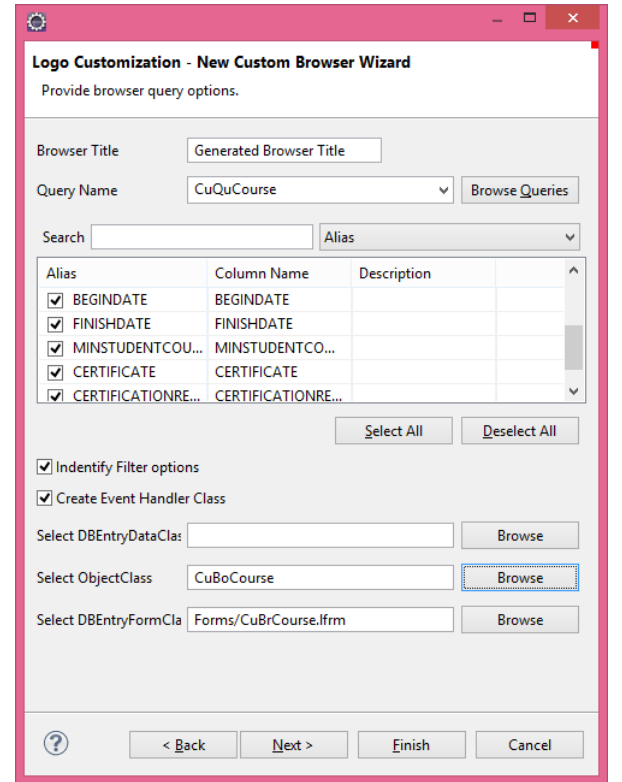 Logo Customization - New Custom Browser Wizard
Provide browser query options.
Browser Title Generated Browser Title
Query Name CuQuCourse Browse Queries
Search Alias
Alias Column Name Description
BEGINDATE BEGINDATE
FINISHDATE FINISHDATE
MINSTUDENTCOU... MINSTUDENTCO...
CERTIFICATE CERTIFICATE
CERTIFICATIONRE... CERTIFICATIONRE...
Select All Deselect All
Indentify Filter options
Create Event Handler Class
Select DBEntryDataClas Browse
Select ObjectClass CuBoCourse Browse
Select DBEntryFormCla Forms/CuBrCourse.lfrm Browse
? < Back Next > Finish Cancel